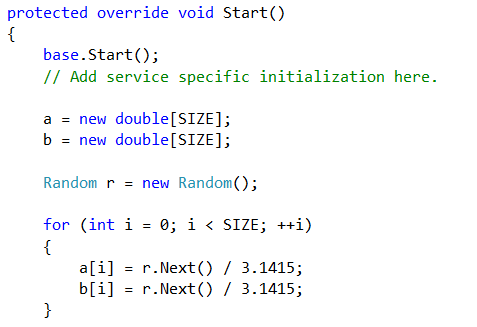 protected override void Start()
{
    base.Start();
    // Add service specific initialization here.

    a = new double[SIZE];
    b = new double[SIZE];

    Random r = new Random();

    for (int i = 0; i < SIZE; ++i)
    {
        a[i] = r.Next() / 3.1415;
        b[i] = r.Next() / 3.1415;
    }